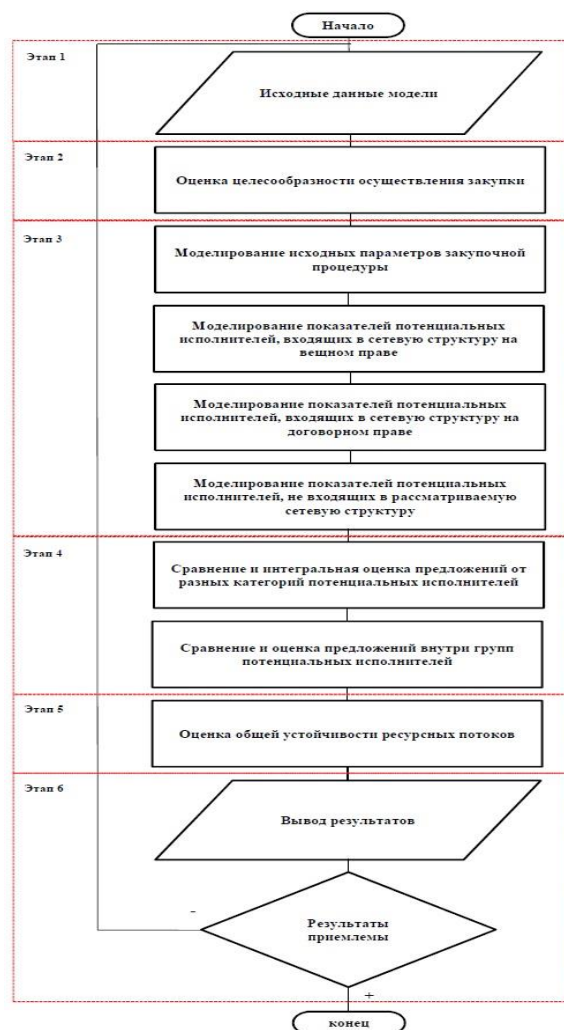 Начало
Этап 1
Исходные данные модели
Этап 2
Оценка целесообразности осуществления закупки
Этап 3
Моделирование исходных параметров закупочной
процедуры
Моделирование показателей потенциальных
исполнителей, входящих в сетевую структуру на
вещном праве
Моделирование показателей потенциальных
исполнителей, входящих в сетевую структуру на
договорном праве
Моделирование показателей потенциальных
исполнителей, не входящих в рассматриваемую
сетевую структуру
Этап 4
Сравнение и интегральная оценка предложений от
разных категорий потенциальных исполнителей
Сравнение и оценка предложений внутри групп
потенциальных исполнителей
Этап 5
Оценка общей устойчивости ресурсных потоков
Этап 6
Вывод результатов
-
Результаты
приемлемы
+
конец